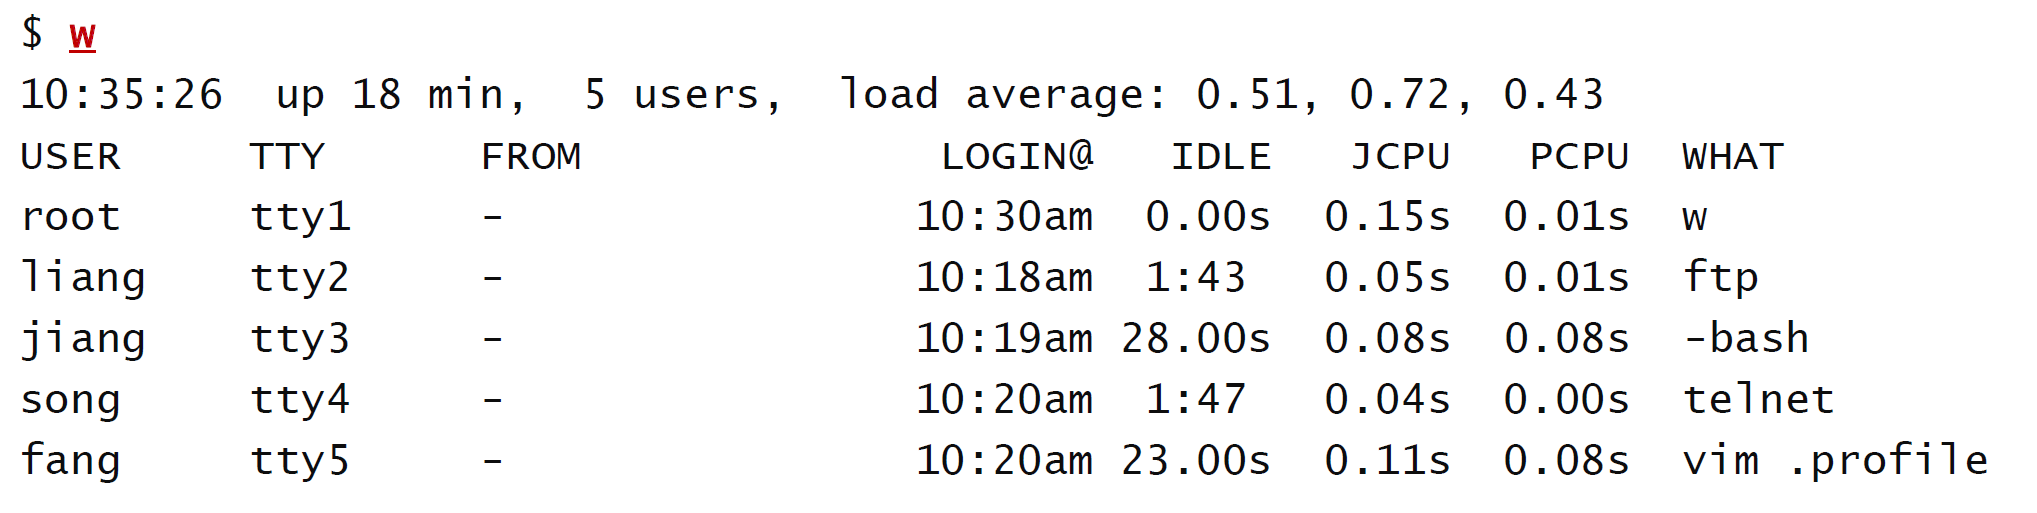 $ w
10:35:26  up 18 min,  5 users,  load average: 0.51, 0.72, 0.43
USER     TTY      FROM              LOGIN@   IDLE   JCPU   PCPU  WHAT
root     tty1     -                10:30am  0.00s  0.15s  0.01s  w
liang    tty2     -                10:18am  1:43   0.05s  0.01s  ftp
jiang    tty3     -                10:19am 28.00s  0.08s  0.08s  -bash
song     tty4     -                10:20am  1:47   0.04s  0.00s  telnet
fang     tty5     -                10:20am 23.00s  0.11s  0.08s  vim .profile